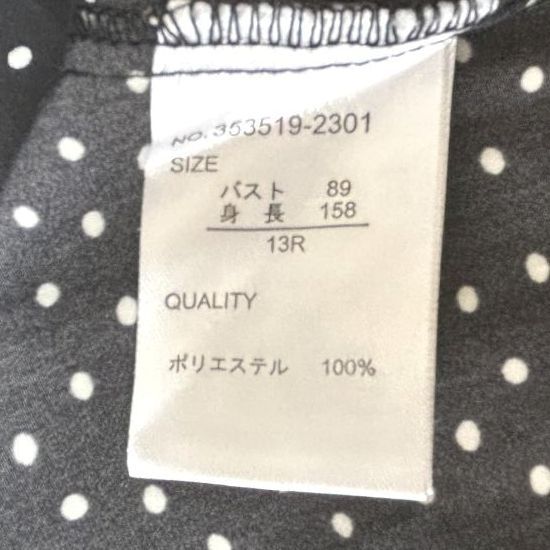 NO. 353519-2301
SIZE
バスト 89
身 長 158
13R
QUALITY
ポリエステル 100%